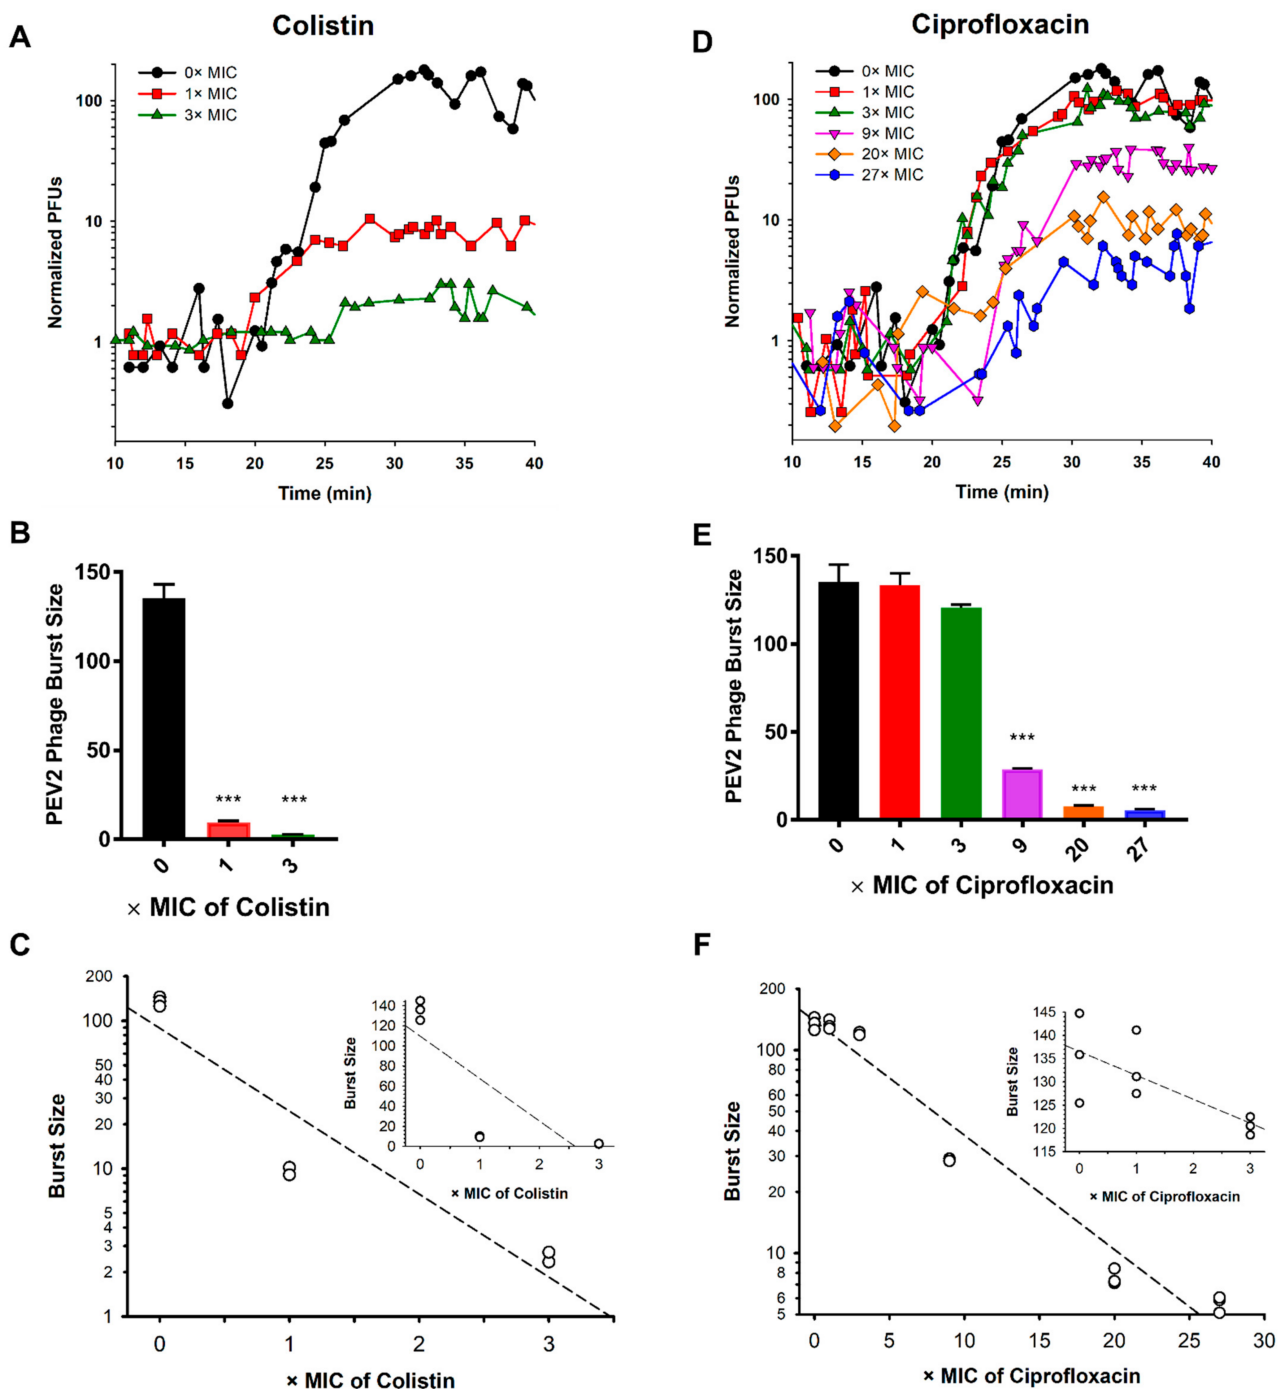 A
Colistin
0× MIC
1× MIC
3× MIC
100
10
1
Normalized PFUs
10 15 20 25 30 35 40
Time (min)
D
Ciprofloxacin
0× MIC
1× MIC
3× MIC
9× MIC
20× MIC
27× MIC
100
10
1
Normalized PFUs
10 15 20 25 30 35 40
Time (min)
B
150
100
50
0
PEV2 Phage Burst Size
*** ***
0 1 3
× MIC of Colistin
E
150
100
50
0
PEV2 Phage Burst Size
*** *** ***
0 1 3 9 20 27
× MIC of Ciprofloxacin
C
200
100
50
40
30
20
10
5
4
3
2
1
Burst Size
0 1 2 3
× MIC of Colistin
140
120
100
80
60
40
20
0
Burst Size
0 1 2 3
× MIC of Colistin
F
200
100
80
60
50
40
30
20
10
8
6
5
Burst Size
0 5 10 15 20 25 30
× MIC of Ciprofloxacin
145
140
135
130
125
120
115
Burst Size
0 1 2 3
× MIC of Ciprofloxacin